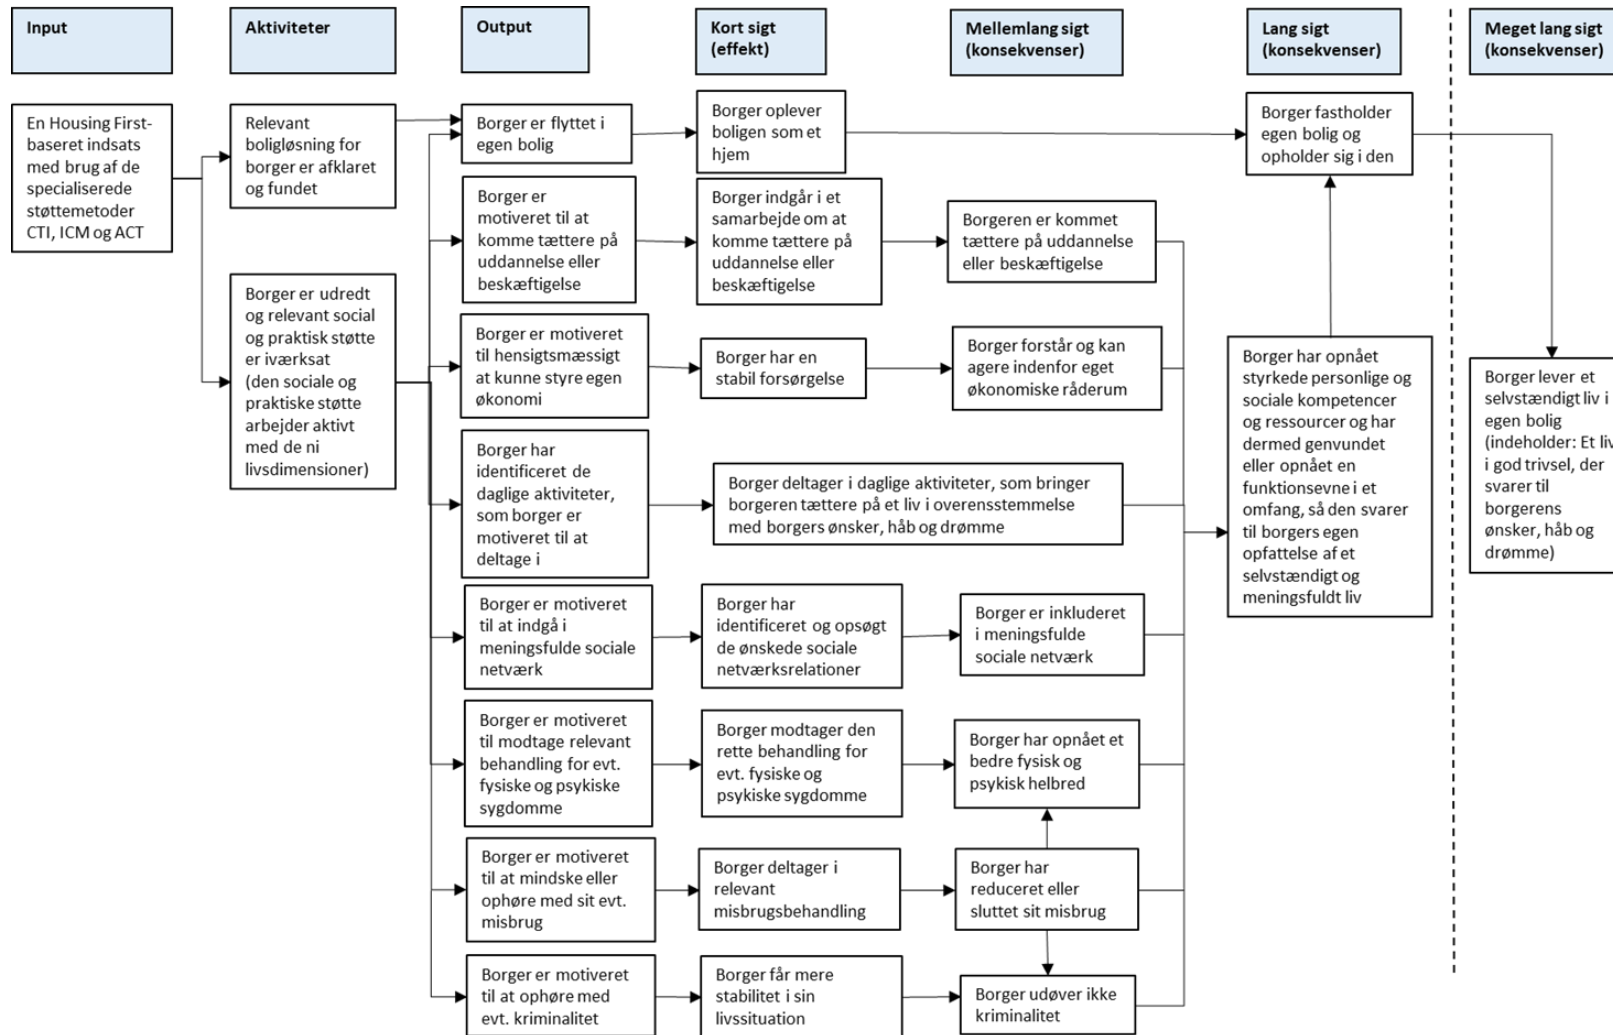 Input
Aktiviteter
Output
Kort sigt
(effekt)
Mellemlang sigt
(konsekvenser)
Lang sigt
(konsekvenser)
Meget lang sigt
(konsekvenser)
En Housing First-
baseret indsats
med brug af de
specialiserede
støttemetoder
CTI, ICM og ACT
Relevant
boligløsning for
borger er afklaret
og fundet
Borger er udredt
og relevant social
og praktisk støtte
er iværksat
(den sociale og
praktiske støtte
arbejder aktivt
med de ni
livsdimensioner)
Borger er flyttet i
egen bolig
Borger er
motiveret til at
komme tættere på
uddannelse eller
beskæftigelse
Borger er motiveret
til hensigtsmæssigt
at kunne styre egen
økonomi
Borger har
identificeret de
daglige aktiviteter,
som borger er
motiveret til at
deltage i
Borger er motiveret
til at indgå i
meningsfulde sociale
netværk
Borger er motiveret
til modtage relevant
behandling for evt.
fysiske og psykiske
sygdomme
Borger er motiveret
til at mindske eller
ophøre med sit evt.
misbrug
Borger er motiveret
til at ophøre med
evt. kriminalitet
Borger oplever
boligen som et
hjem
Borger indgår i et
samarbejde om at
komme tættere på
uddannelse eller
beskæftigelse
Borger har en
stabil forsørgelse
Borger deltager i daglige aktiviteter, som bringer
borgeren tættere på et liv i overensstemmelse
med borgers ønsker, håb og drømme
Borger har
identificeret og opsøgt
de ønskede sociale
netværksrelationer
Borger modtager den
rette behandling for
evt. fysiske og
psykiske sygdomme
Borger deltager i
relevant
misbrugsbehandling
Borger får mere
stabilitet i sin
livssituation
Borgeren er kommet
tættere på uddannelse
eller beskæftigelse
Borger forstår og kan
agere indenfor eget
økonomiske råderum
Borger er inkluderet
i meningsfulde
sociale netværk
Borger har opnået et
bedre fysisk og
psykisk helbred
Borger har
reduceret eller
sluttet sit misbrug
Borger udøver ikke
kriminalitet
Borger fastholder
egen bolig og
opholder sig i den
Borger har opnået
styrkede personlige og
sociale kompetencer
og ressourcer og har
dermed genvundet
eller opnået en
funktionsevne i et
omfang, så den svarer
til borgers egen
opfattelse af et
selvstændigt og
meningsfuldt liv
Borger lever et
selvstændigt liv i
egen bolig
(indeholder: Et liv
i god trivsel, der
svarer til
borgerens
ønsker, håb og
drømme)